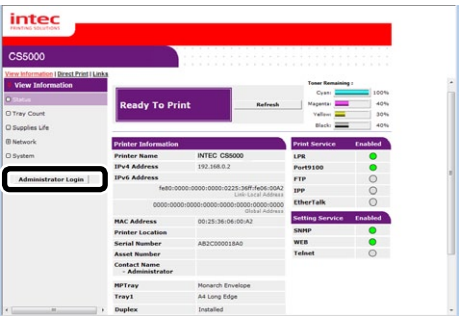 intec
PRINTING SOLUTIONS
CS5000
View Information | Direct Print | Links
View Information
Status
Tray Count
Supplies Life
Network
System
Administrator Login
Ready To Print
Refresh
Toner Remaining :
Cyan: 100%
Magenta: 40%
Yellow: 30%
Black: 40%
Printer Information
Printer Name INTEC CS5000
IPv4 Address 192.168.0.2
IPv6 Address
fe80:0000:0000:0000:0225:36ff:fe06:00A2
Link-Local Address
0000:0000:0000:0000:0000:0000:0000:0000
Global Address
MAC Address 00:25:36:06:00:A2
Printer Location
Serial Number AB2C000018A0
Asset Number
Contact Name
- Administrator
MPTray Monarch Envelope
Tray1 A4 Long Edge
Duplex Installed
Print Service Enabled
LPR
Port9100
FTP
IPP
EtherTalk
Setting Service Enabled
SNMP
WEB
Telnet